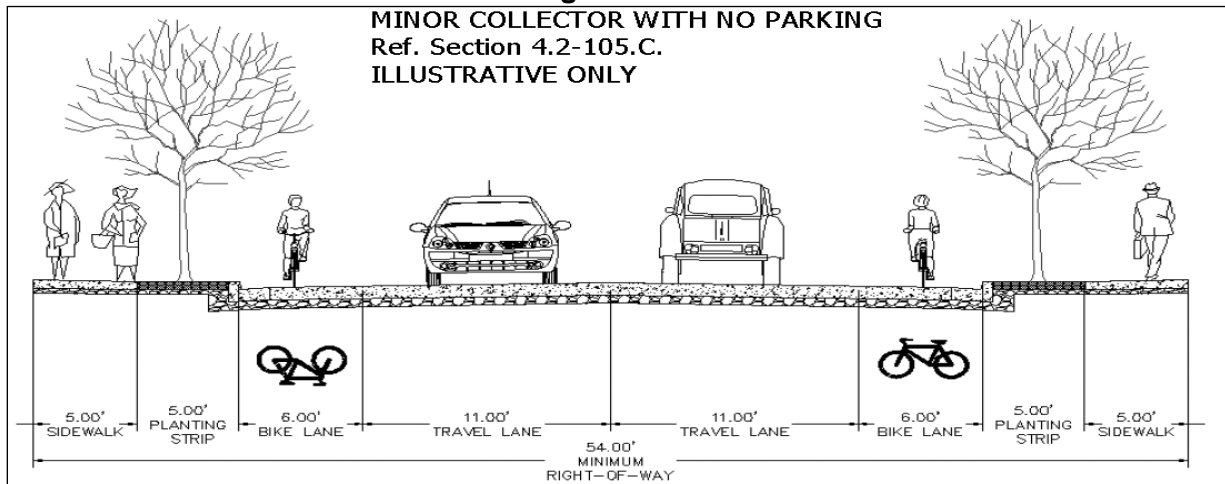 MINOR COLLECTOR WITH NO PARKING
Ref. Section 4.2-105.C.
ILLUSTRATIVE ONLY
5.00' 5.00' 6.00' 11.00' 11.00' 6.00' 5.00' 5.00'
SIDEWALK PLANTING BIKE LANE TRAVEL LANE TRAVEL LANE BIKE LANE PLANTING SIDEWALK
STRIP STRIP
54.00'
MINIMUM
RIGHT-OF-WAY